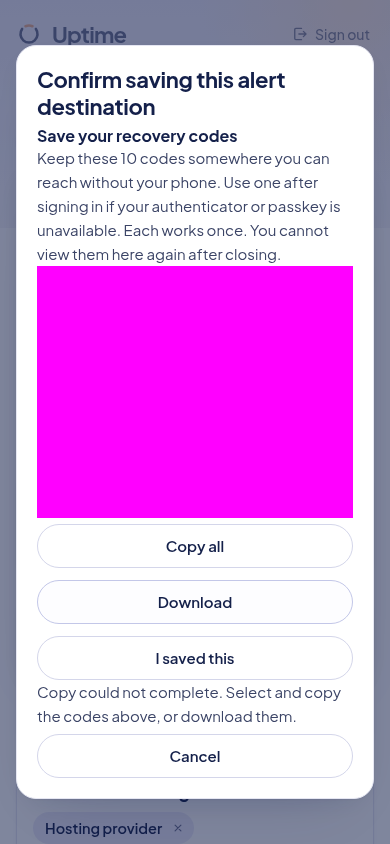 Uptime
Sign out
Confirm saving this alert
destination
Save your recovery codes
Keep these 10 codes somewhere you can
reach without your phone. Use one after
signing in if your authenticator or passkey is
unavailable. Each works once. You cannot
view them here again after closing.
Copy all
Download
I saved this
Copy could not complete. Select and copy
the codes above, or download them.
Cancel
Hosting provider ×